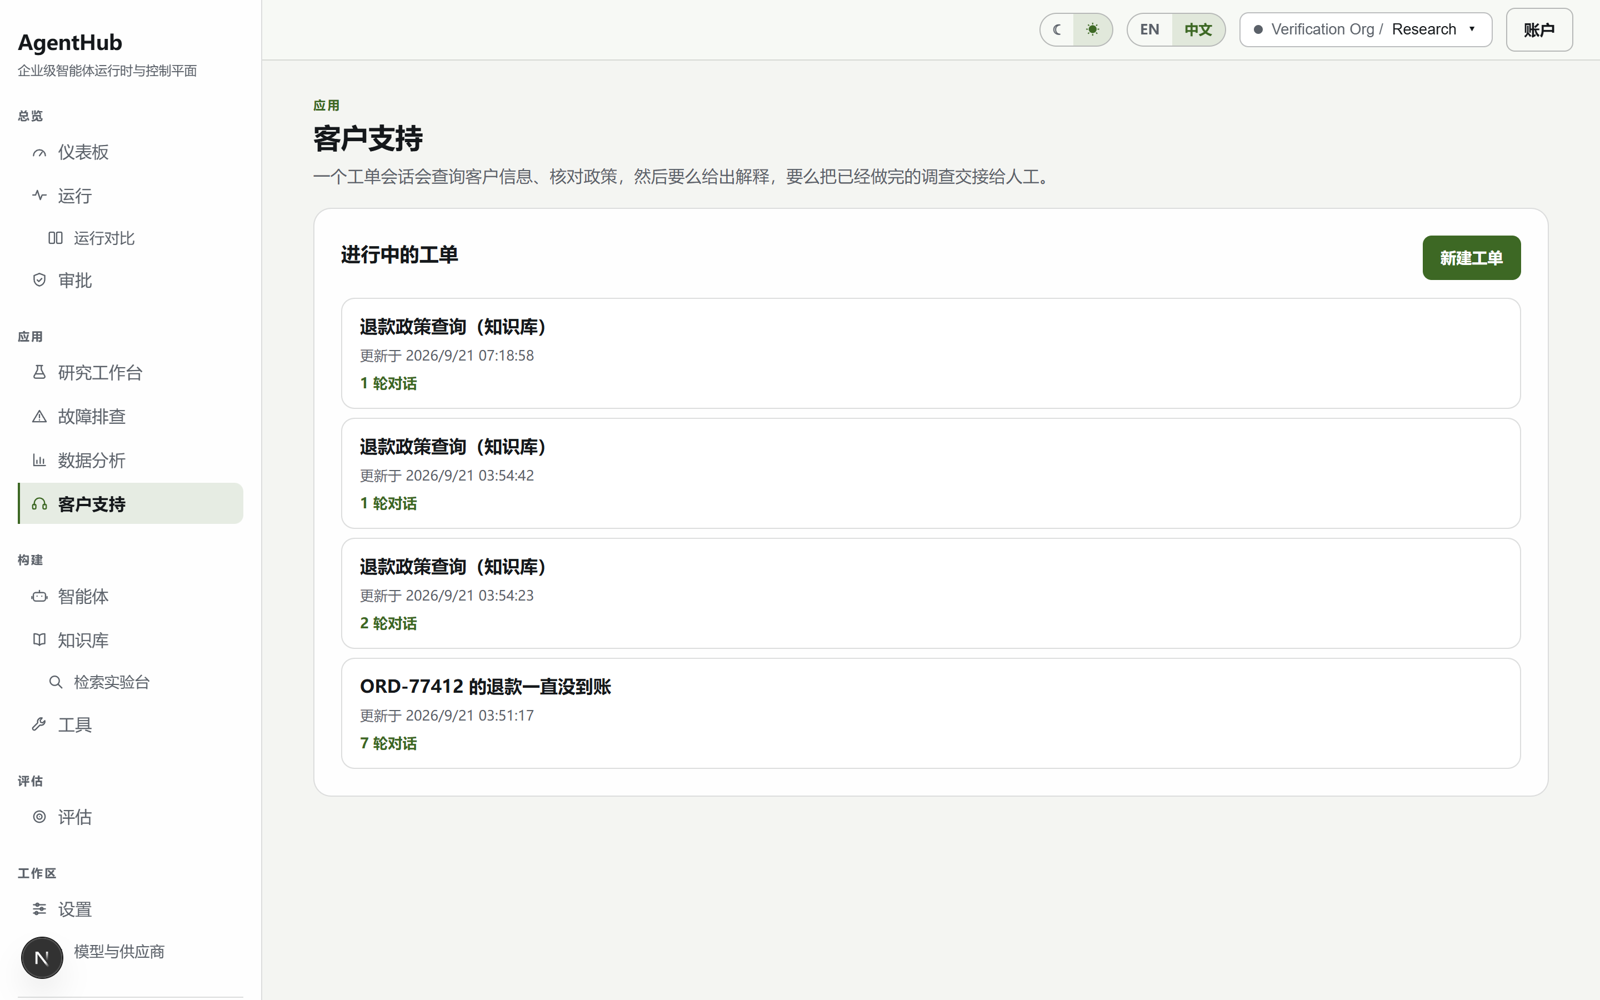 AgentHub
企业级智能体运行时与控制平面
总览
仪表板
运行
运行对比
审批
应用
研究工作台
故障排查
数据分析
客户支持
构建
智能体
知识库
检索实验台
工具
评估
评估
工作区
设置
模型与供应商
N
EN 中文
Verification Org / Research
账户
应用
客户支持
一个工单会话会查询客户信息、核对政策，然后要么给出解释，要么把已经做完的调查交接给人工。
进行中的工单
新建工单
退款政策查询（知识库）
更新于 2026/9/21 07:18:58
1 轮对话
退款政策查询（知识库）
更新于 2026/9/21 03:54:42
1 轮对话
退款政策查询（知识库）
更新于 2026/9/21 03:54:23
2 轮对话
ORD-77412 的退款一直没到账
更新于 2026/9/21 03:51:17
7 轮对话